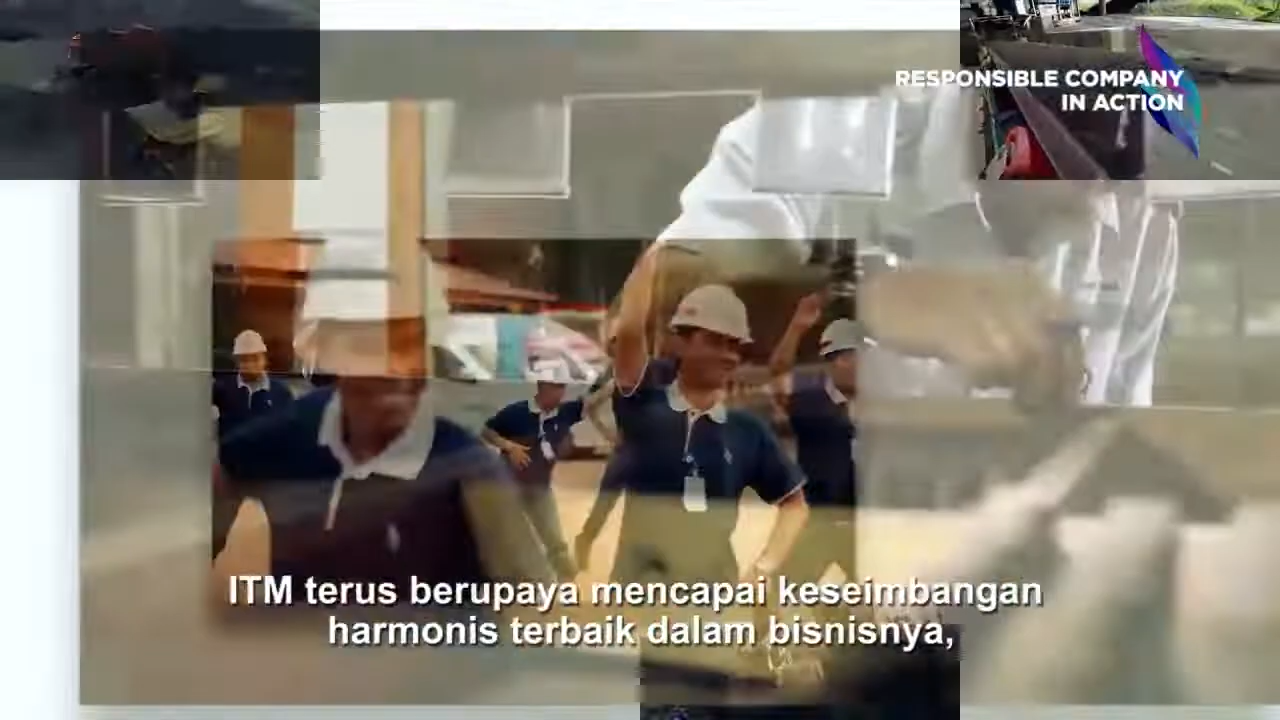 RESPONSIBLE COMPANY
IN ACTION
ITM terus berupaya mencapai keseimbangan
harmonis terbaik dalam bisnisnya,